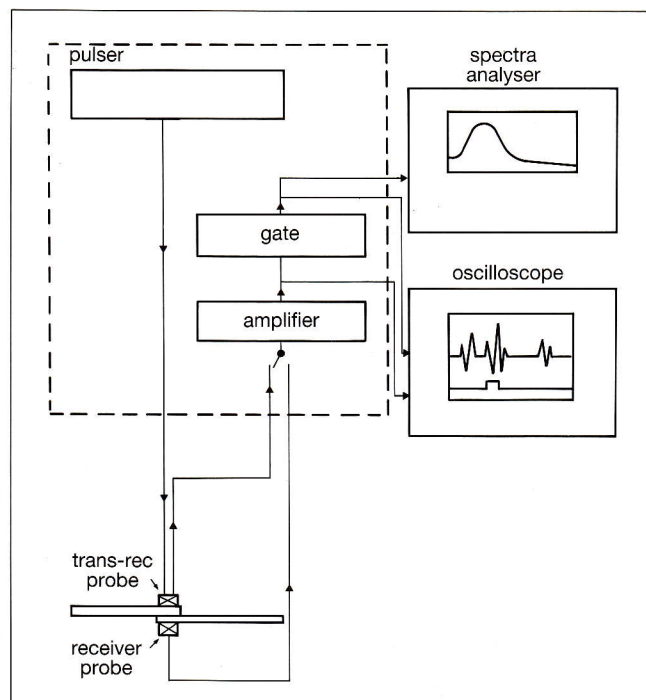 pulser
spectra
analyser
gate
oscilloscope
amplifier
trans-rec
probe
receiver
probe